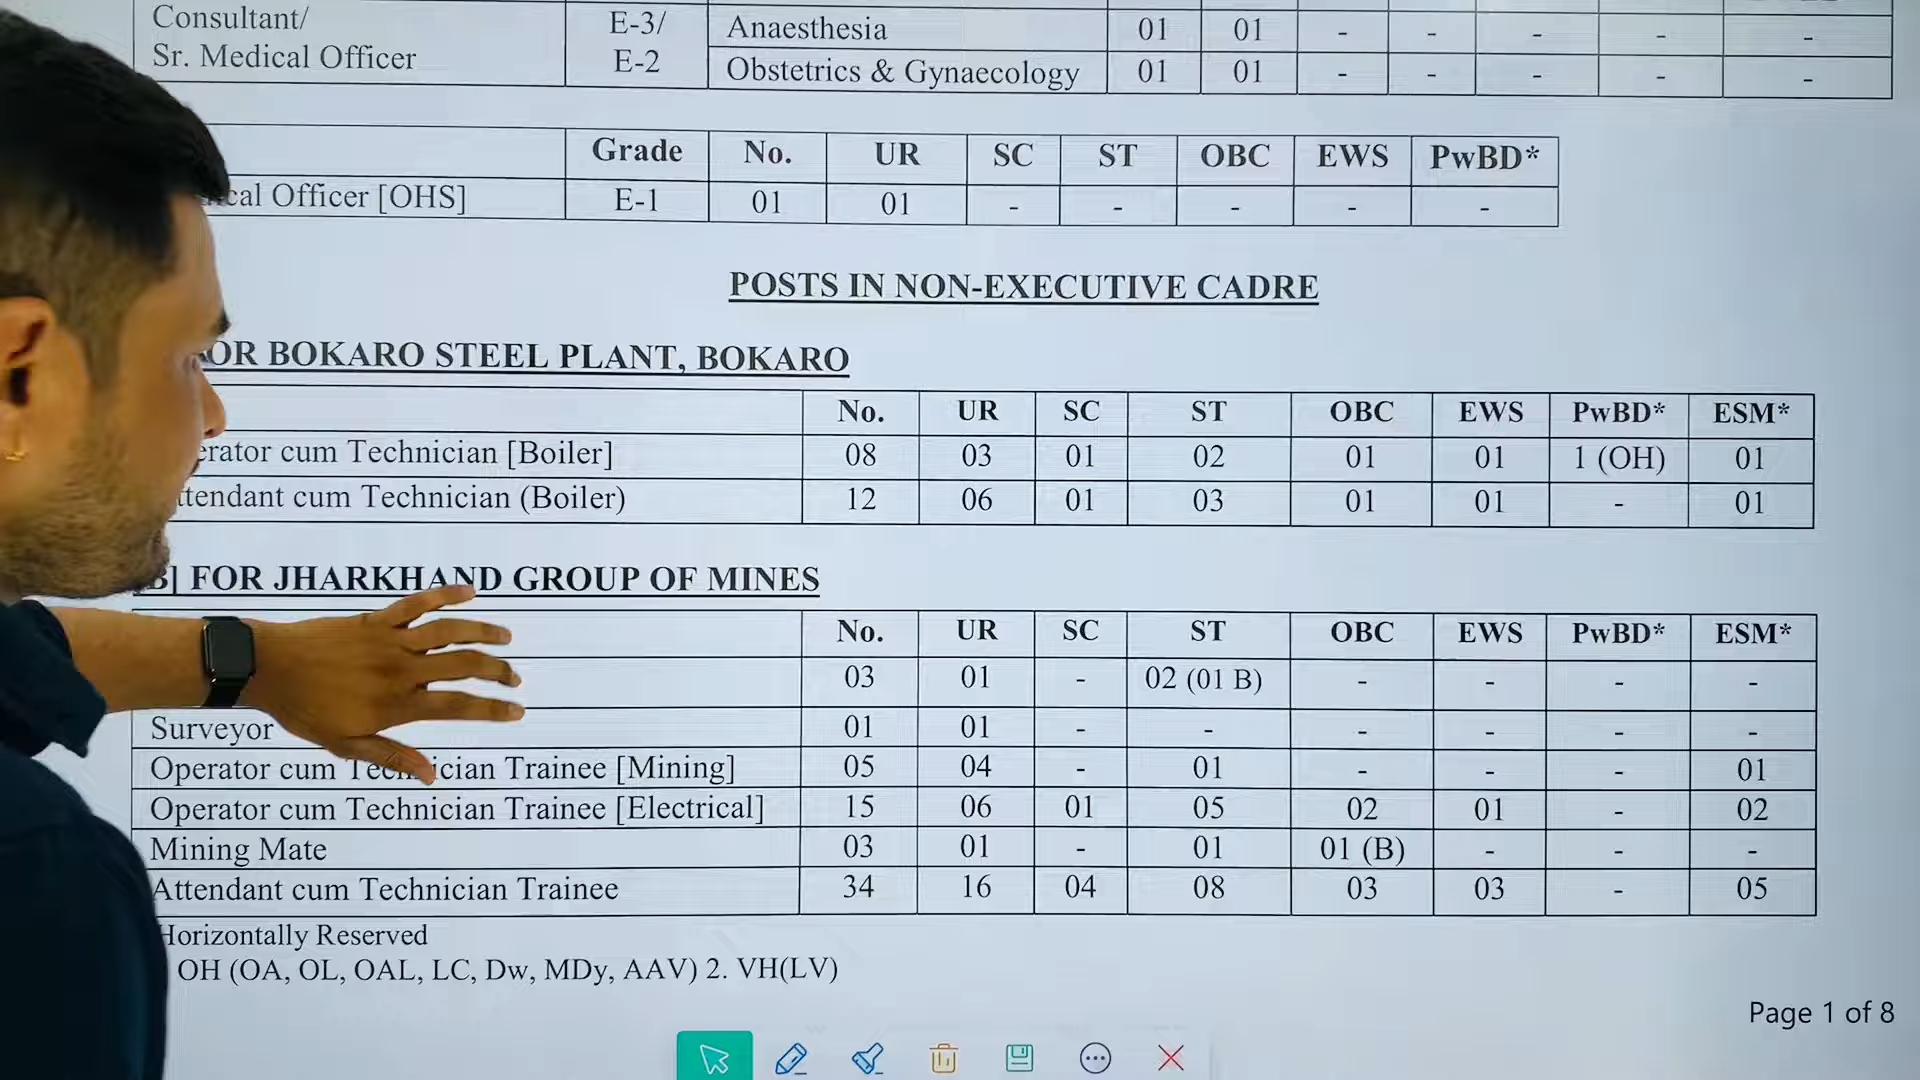 Consultant/ E-3/ Anaesthesia 01 01 - - - - -
Sr. Medical Officer E-2 Obstetrics & Gynaecology 01 01 - - - - -
Grade No. UR SC ST OBC EWS PwBD*
Officer [OHS] E-1 01 01 - - - - -
POSTS IN NON-EXECUTIVE CADRE
BOKARO STEEL PLANT, BOKARO
No. UR SC ST OBC EWS PwBD* ESM*
cum Technician [Boiler] 08 03 01 02 01 01 1 (OH) 01
cum Technician (Boiler) 12 06 01 03 01 01 - 01
B] FOR JHARKHAND GROUP OF MINES
No. UR SC ST OBC EWS PwBD* ESM*
03 01 - 02 (01 B) - - - -
Surveyor 01 01 - - - - - -
Operator cum Technician Trainee [Mining] 05 04 - 01 - - - 01
Operator cum Technician Trainee [Electrical] 15 06 01 05 02 01 - 02
Mining Mate 03 01 - 01 01 (B) - - -
Attendant cum Technician Trainee 34 16 04 08 03 03 - 05
Horizontally Reserved
OH (OA, OL, OAL, LC, Dw, MDy, AAV) 2. VH(LV)
Page 1 of 8